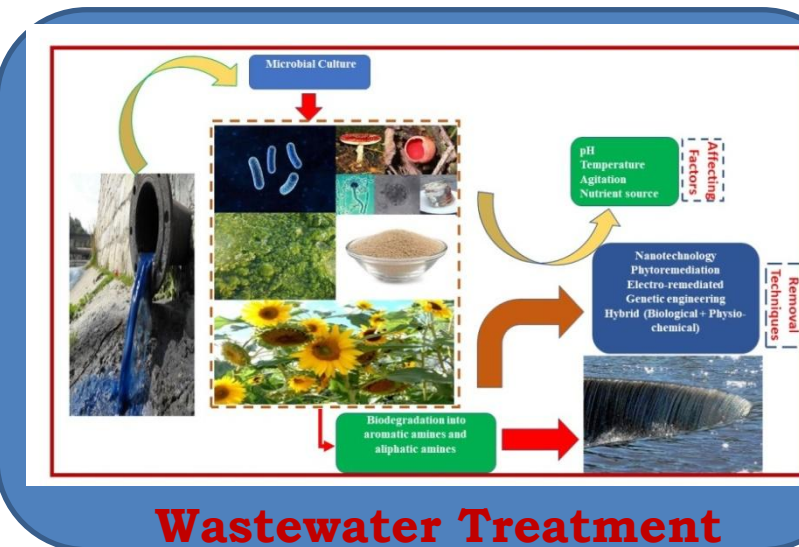 Microbial Culture
pH
Temperature
Agitation
Nutrient source
Affecting
Factors
Nanotechnology
Phytoremediation
Electro-remediated
Genetic engineering
Hybrid (Biological + Physio-
chemical)
Removal
Techniques
Biodegradation into
aromatic amines and
aliphatic amines
Wastewater Treatment